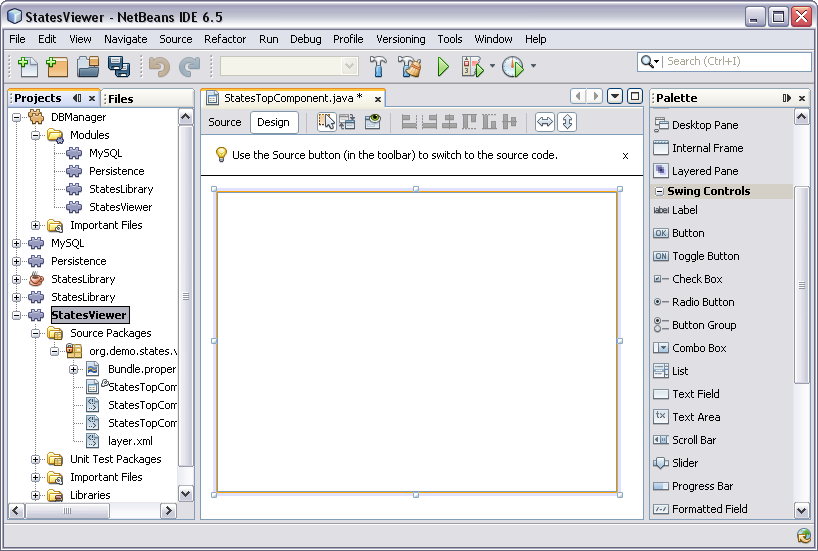 StatesViewer - NetBeans IDE 6.5
File Edit View Navigate Source Refactor Run Debug Profile Versioning Tools Window Help
Search (Ctrl+I)
Projects
Files
DBManager
Modules
MySQL
Persistence
StatesLibrary
StatesViewer
Important Files
MySQL
Persistence
StatesLibrary
StatesLibrary
StatesViewer
Source Packages
org.demo.states.v
Bundle.proper
StatesTopCom
StatesTopCom
StatesTopCom
layer.xml
Unit Test Packages
Important Files
Libraries
StatesTopComponent.java *
Source Design
Use the Source button (in the toolbar) to switch to the source code. x
Palette
Desktop Pane
Internal Frame
Layered Pane
Swing Controls
label Label
OK Button
ON Toggle Button
Check Box
Radio Button
Button Group
Combo Box
List
Text Field
tx Text Area
Scroll Bar
Slider
Progress Bar
Formatted Field